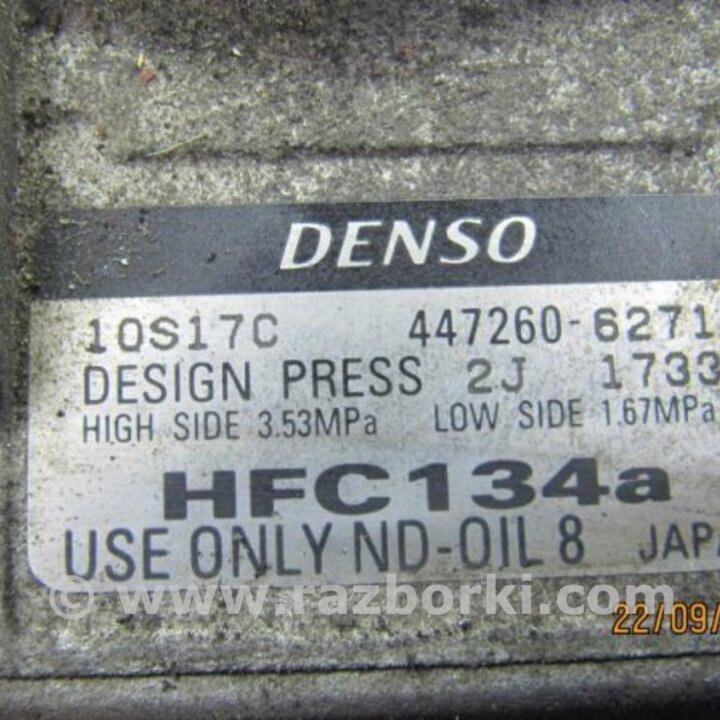 DENSO
10S17C 447260-6271
DESIGN PRESS 2J 1733
HIGH SIDE 3.53MPa LOW SIDE 1.67MPa
HFC134a
USE ONLY ND-OIL 8 JAPA
© www.razborki.com
22/09/